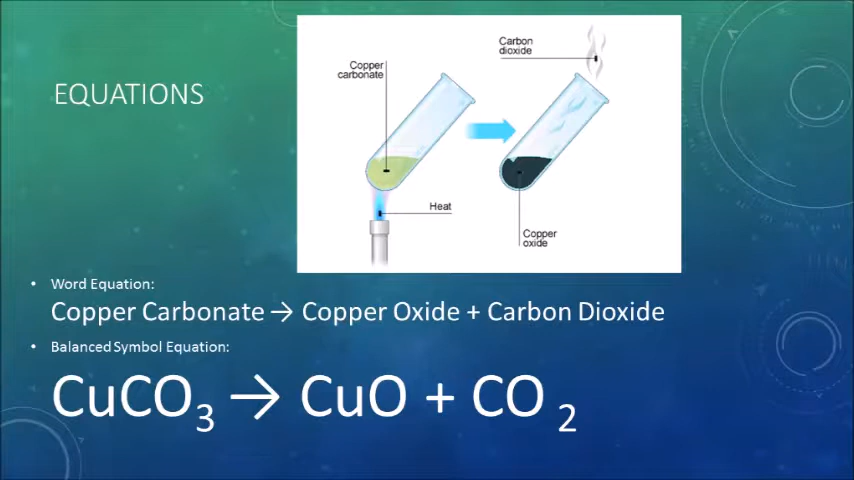 EQUATIONS
Copper
carbonate
Heat
Carbon
dioxide
Copper
oxide
• Word Equation:
Copper Carbonate → Copper Oxide + Carbon Dioxide
• Balanced Symbol Equation:
CuCO₃ → CuO + CO ₂